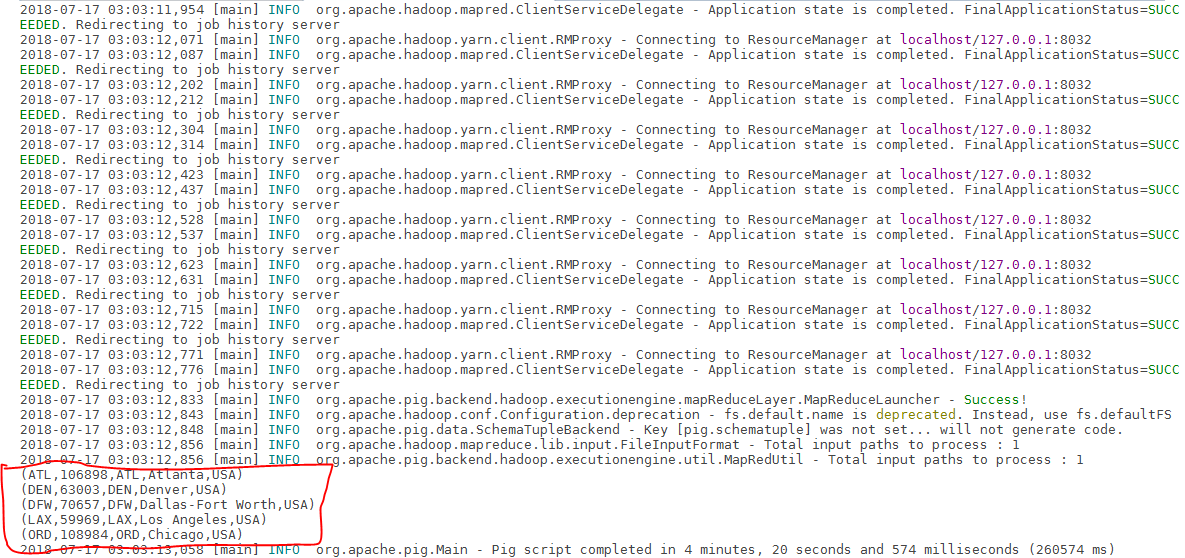 2018-07-17 03:03:11,954 [main] INFO  org.apache.hadoop.mapred.ClientServiceDelegate - Application state is completed. FinalApplicationStatus=SUCC
EEDED. Redirecting to job history server
2018-07-17 03:03:12,071 [main] INFO  org.apache.hadoop.yarn.client.RMProxy - Connecting to ResourceManager at localhost/127.0.0.1:8032
2018-07-17 03:03:12,087 [main] INFO  org.apache.hadoop.mapred.ClientServiceDelegate - Application state is completed. FinalApplicationStatus=SUCC
EEDED. Redirecting to job history server
2018-07-17 03:03:12,202 [main] INFO  org.apache.hadoop.yarn.client.RMProxy - Connecting to ResourceManager at localhost/127.0.0.1:8032
2018-07-17 03:03:12,212 [main] INFO  org.apache.hadoop.mapred.ClientServiceDelegate - Application state is completed. FinalApplicationStatus=SUCC
EEDED. Redirecting to job history server
2018-07-17 03:03:12,304 [main] INFO  org.apache.hadoop.yarn.client.RMProxy - Connecting to ResourceManager at localhost/127.0.0.1:8032
2018-07-17 03:03:12,314 [main] INFO  org.apache.hadoop.mapred.ClientServiceDelegate - Application state is completed. FinalApplicationStatus=SUCC
EEDED. Redirecting to job history server
2018-07-17 03:03:12,423 [main] INFO  org.apache.hadoop.yarn.client.RMProxy - Connecting to ResourceManager at localhost/127.0.0.1:8032
2018-07-17 03:03:12,437 [main] INFO  org.apache.hadoop.mapred.ClientServiceDelegate - Application state is completed. FinalApplicationStatus=SUCC
EEDED. Redirecting to job history server
2018-07-17 03:03:12,528 [main] INFO  org.apache.hadoop.yarn.client.RMProxy - Connecting to ResourceManager at localhost/127.0.0.1:8032
2018-07-17 03:03:12,537 [main] INFO  org.apache.hadoop.mapred.ClientServiceDelegate - Application state is completed. FinalApplicationStatus=SUCC
EEDED. Redirecting to job history server
2018-07-17 03:03:12,623 [main] INFO  org.apache.hadoop.yarn.client.RMProxy - Connecting to ResourceManager at localhost/127.0.0.1:8032
2018-07-17 03:03:12,631 [main] INFO  org.apache.hadoop.mapred.ClientServiceDelegate - Application state is completed. FinalApplicationStatus=SUCC
EEDED. Redirecting to job history server
2018-07-17 03:03:12,715 [main] INFO  org.apache.hadoop.yarn.client.RMProxy - Connecting to ResourceManager at localhost/127.0.0.1:8032
2018-07-17 03:03:12,722 [main] INFO  org.apache.hadoop.mapred.ClientServiceDelegate - Application state is completed. FinalApplicationStatus=SUCC
EEDED. Redirecting to job history server
2018-07-17 03:03:12,771 [main] INFO  org.apache.hadoop.yarn.client.RMProxy - Connecting to ResourceManager at localhost/127.0.0.1:8032
2018-07-17 03:03:12,776 [main] INFO  org.apache.hadoop.mapred.ClientServiceDelegate - Application state is completed. FinalApplicationStatus=SUCC
EEDED. Redirecting to job history server
2018-07-17 03:03:12,833 [main] INFO  org.apache.pig.backend.hadoop.executionengine.mapReduceLayer.MapReduceLauncher - Success!
2018-07-17 03:03:12,843 [main] INFO  org.apache.hadoop.conf.Configuration.deprecation - fs.default.name is deprecated. Instead, use fs.defaultFS
2018-07-17 03:03:12,848 [main] INFO  org.apache.pig.data.SchemaTupleBackend - Key [pig.schematuple] was not set... will not generate code.
2018-07-17 03:03:12,856 [main] INFO  org.apache.hadoop.mapreduce.lib.input.FileInputFormat - Total input paths to process : 1
2018-07-17 03:03:12,856 [main] INFO  org.apache.pig.backend.hadoop.executionengine.util.MapRedUtil - Total input paths to process : 1
(ATL,106898,ATL,Atlanta,USA)
(DEN,63003,DEN,Denver,USA)
(DFW,70657,DFW,Dallas-Fort Worth,USA)
(LAX,59969,LAX,Los Angeles,USA)
(ORD,108984,ORD,Chicago,USA)
2018-07-17 03:03:13,058 [main] INFO  org.apache.pig.Main - Pig script completed in 4 minutes, 20 seconds and 574 milliseconds (260574 ms)